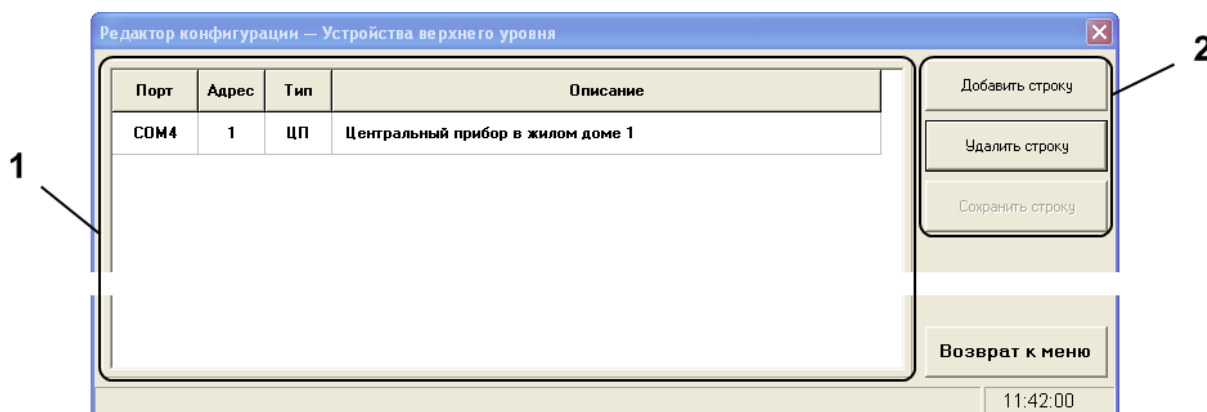 Редактор конфигурации — Устройства верхнего уровня
1
2
Порт Адрес Тип Описание
COM4 1 ЦП Центральный прибор в жилом доме 1
Добавить строку
Удалить строку
Сохранить строку
Возврат к меню
11:42:00